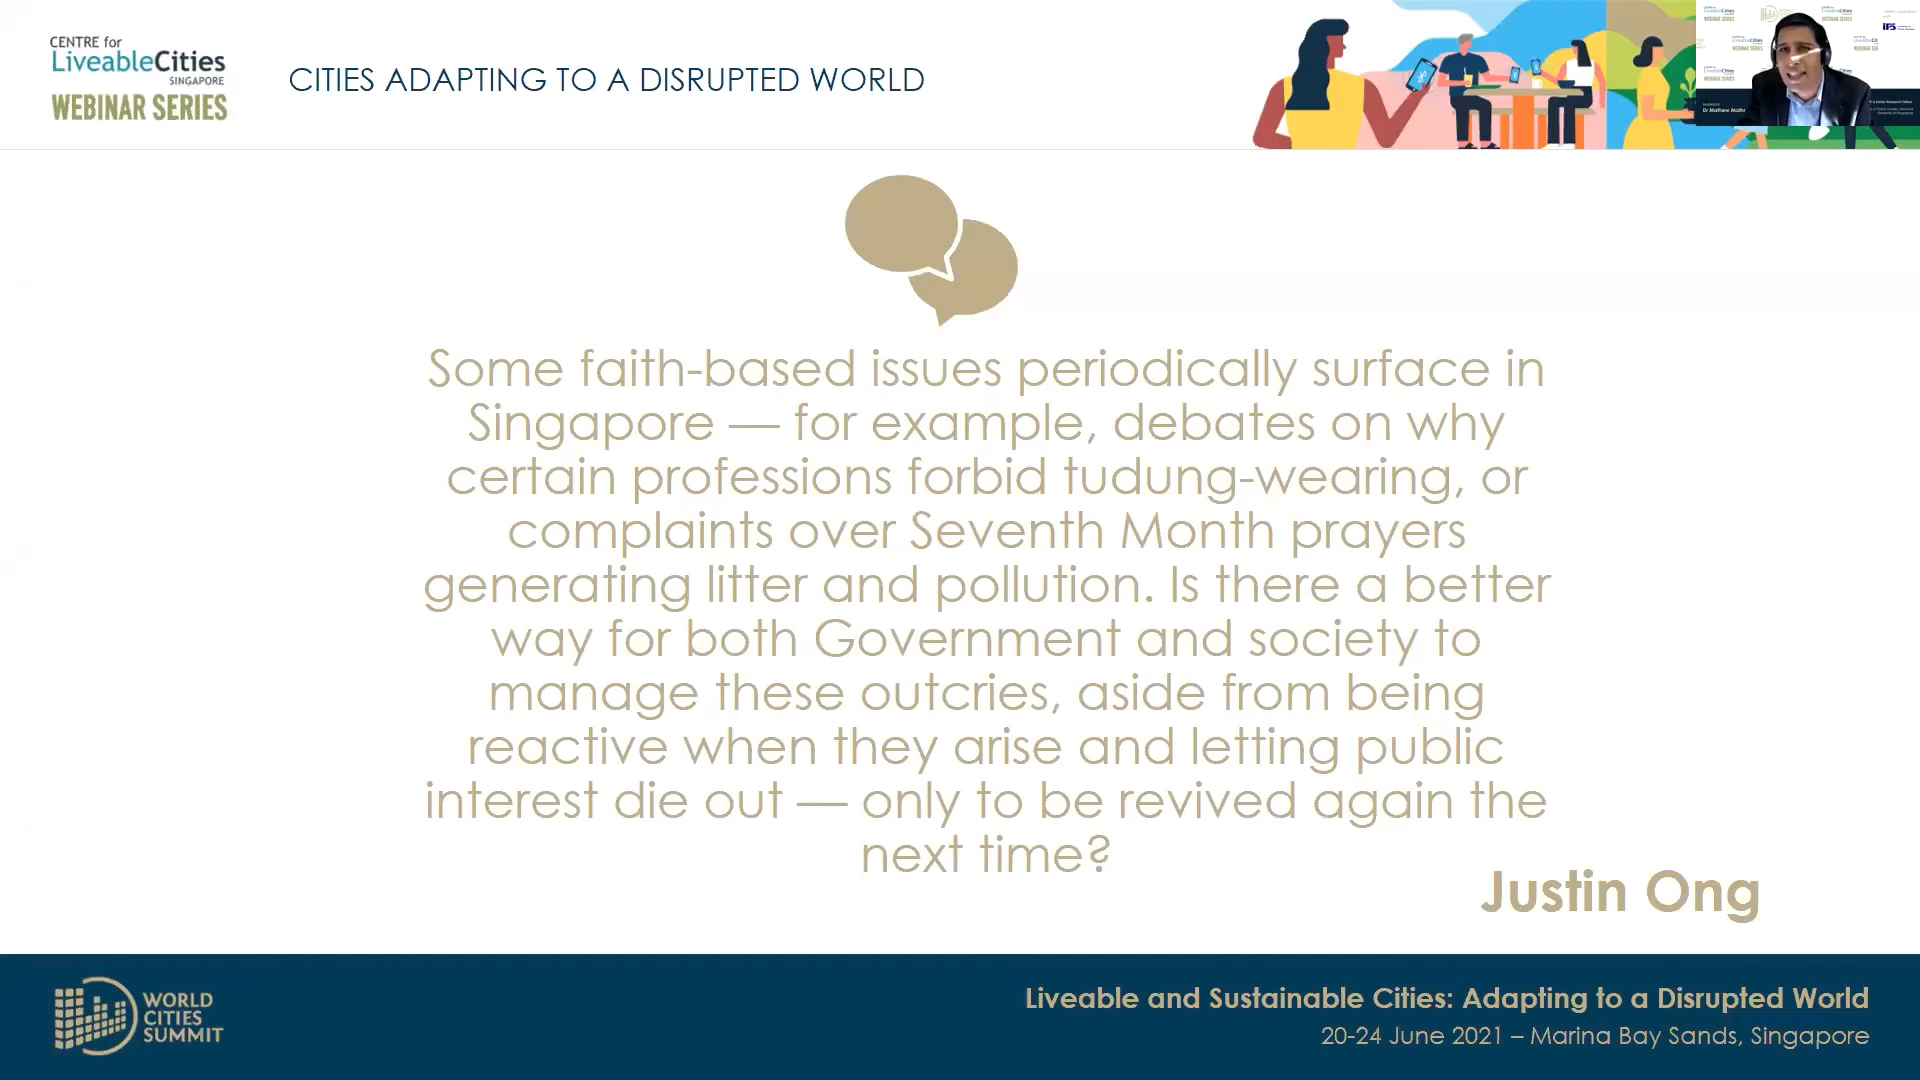 CENTRE for
LiveableCities
SINGAPORE
WEBINAR SERIES
CITIES ADAPTING TO A DISRUPTED WORLD
Some faith-based issues periodically surface in
Singapore — for example, debates on why
certain professions forbid tudung-wearing, or
complaints over Seventh Month prayers
generating litter and pollution. Is there a better
way for both Government and society to
manage these outcries, aside from being
reactive when they arise and letting public
interest die out — only to be revived again the
next time?
Justin Ong
WORLD
CITIES
SUMMIT
Liveable and Sustainable Cities: Adapting to a Disrupted World
20-24 June 2021 – Marina Bay Sands, Singapore